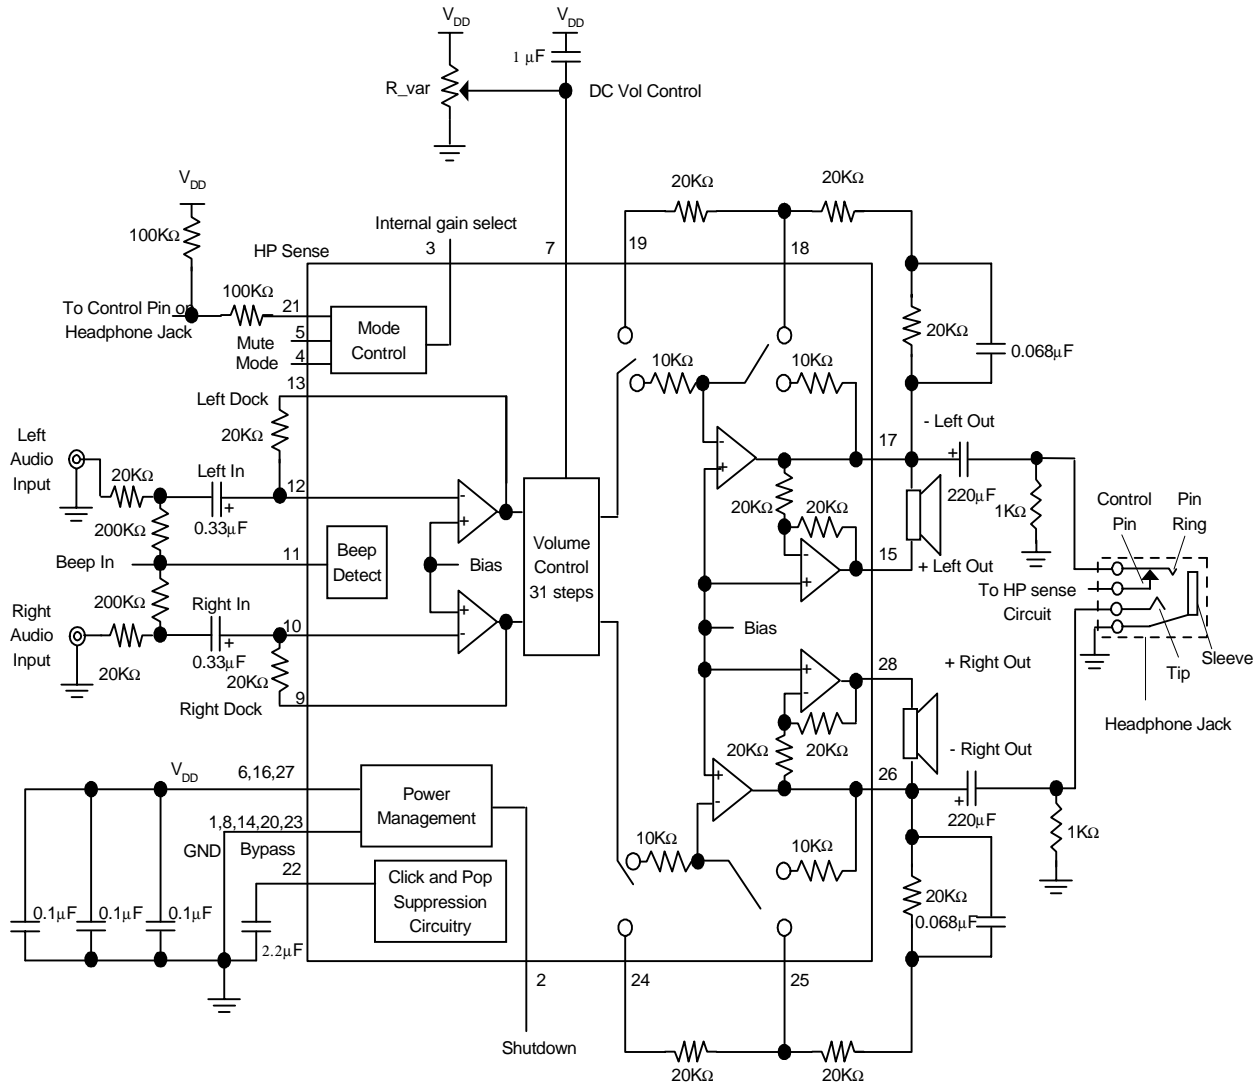 VDD
VDD
1 µF
R_var
DC Vol Control
VDD
20KΩ
20KΩ
100KΩ
Internal gain select
HP Sense
3
7
19
18
To Control Pin on
Headphone Jack
100KΩ
21
Mute
5
Mode
4
Mode
Control
13
10KΩ
10KΩ
20KΩ
0.068µF
Left Dock
20KΩ
Left
Audio
Input
20KΩ
Left In
12
0.33µF
200KΩ
Beep In
11
Beep
Detect
-
+
Bias
Volume
Control
31 steps
-
+
17
- Left Out
+
220µF
1KΩ
20KΩ
20KΩ
-
+
15
+ Left Out
Control
Pin
Pin
Ring
To HP sense
Circuit
Tip
Sleeve
Headphone Jack
200KΩ
Right
Audio
Input
20KΩ
Right In
+
0.33µF
10
20KΩ
9
Right Dock
+
-
Bias
+
-
28
+ Right Out
20KΩ
20KΩ
- Right Out
26
+
220µF
1KΩ
+
-
VDD
6,16,27
Power
Management
1,8,14,20,23
GND
Bypass
22
Click and Pop
Suppression
Circuitry
0.1µF
0.1µF
0.1µF
2.2µF
10KΩ
10KΩ
20KΩ
0.068µF
2
24
25
Shutdown
20KΩ
20KΩ